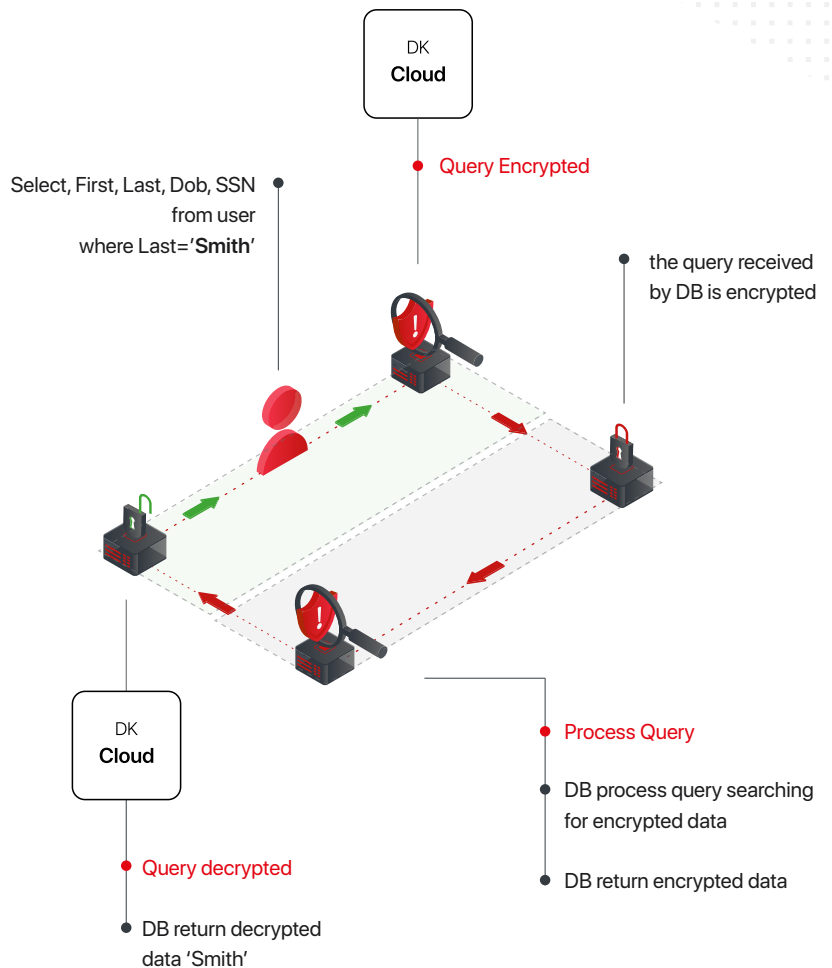 DK
Cloud
Query Encrypted
Select, First, Last, Dob, SSN
from user
where Last=’Smith’
the query received
by DB is encrypted
DK
Cloud
Query decrypted
DB return decrypted
data ‘Smith’
Process Query
DB process query searching
for encrypted data
DB return encrypted data